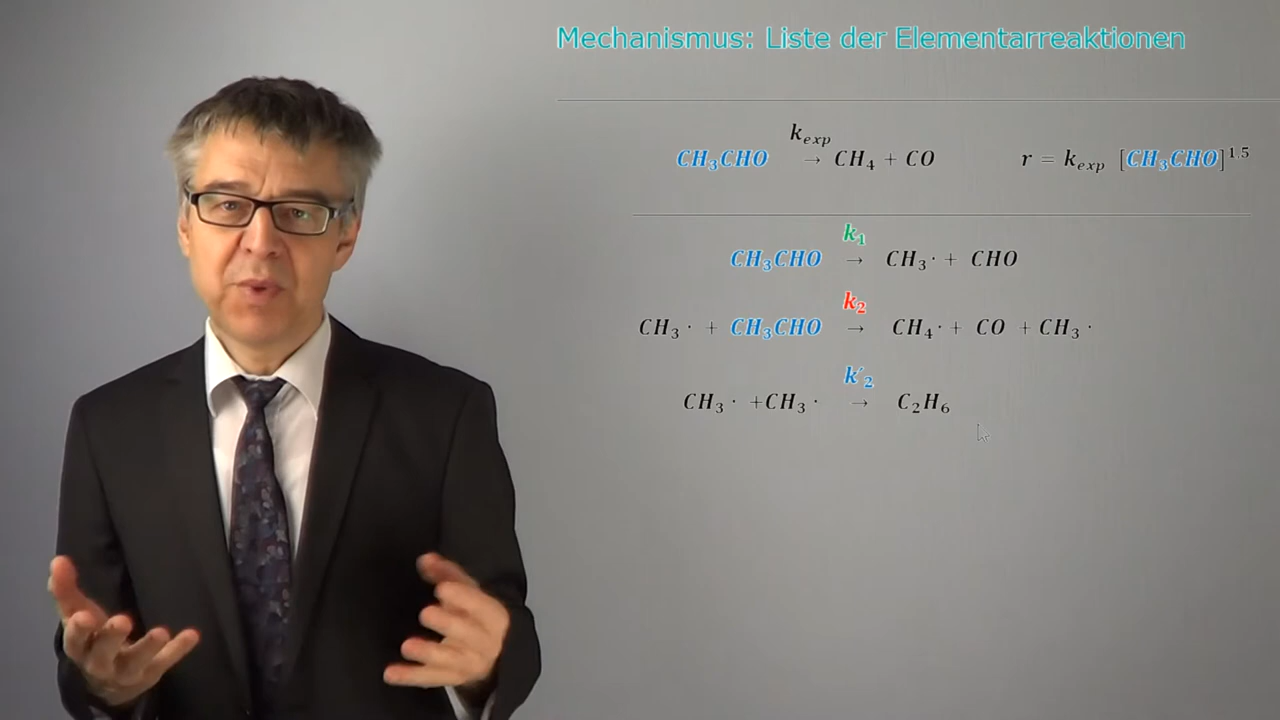 Mechanismus: Liste der Elementarreaktionen
CH₃CHO k_exp → CH₄ + CO r = k_exp [CH₃CHO]^1,5
CH₃CHO k₁ → CH₃· + CHO
CH₃· + CH₃CHO k₂ → CH₄· + CO + CH₃·
CH₃· +CH₃· k′₂ → C₂H₆